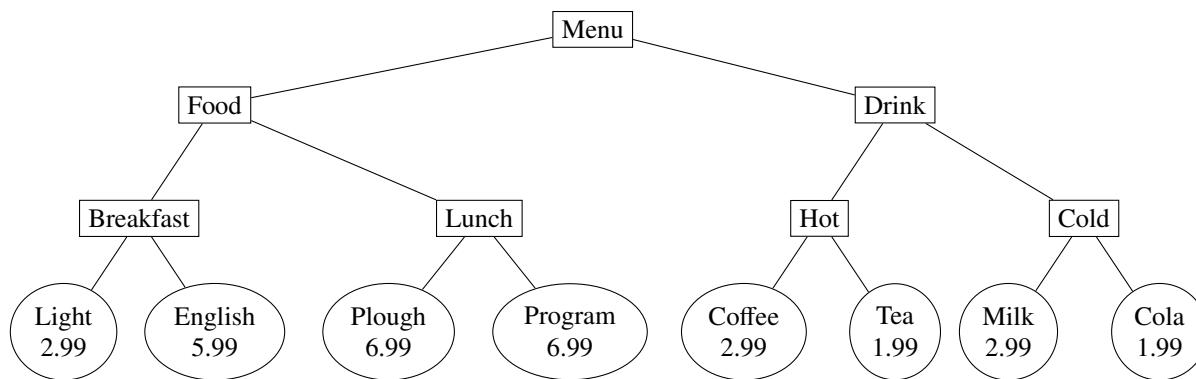 Menu
Food
Drink
Breakfast
Lunch
Hot
Cold
Light
2.99
English
5.99
Plough
6.99
Program
6.99
Coffee
2.99
Tea
1.99
Milk
2.99
Cola
1.99